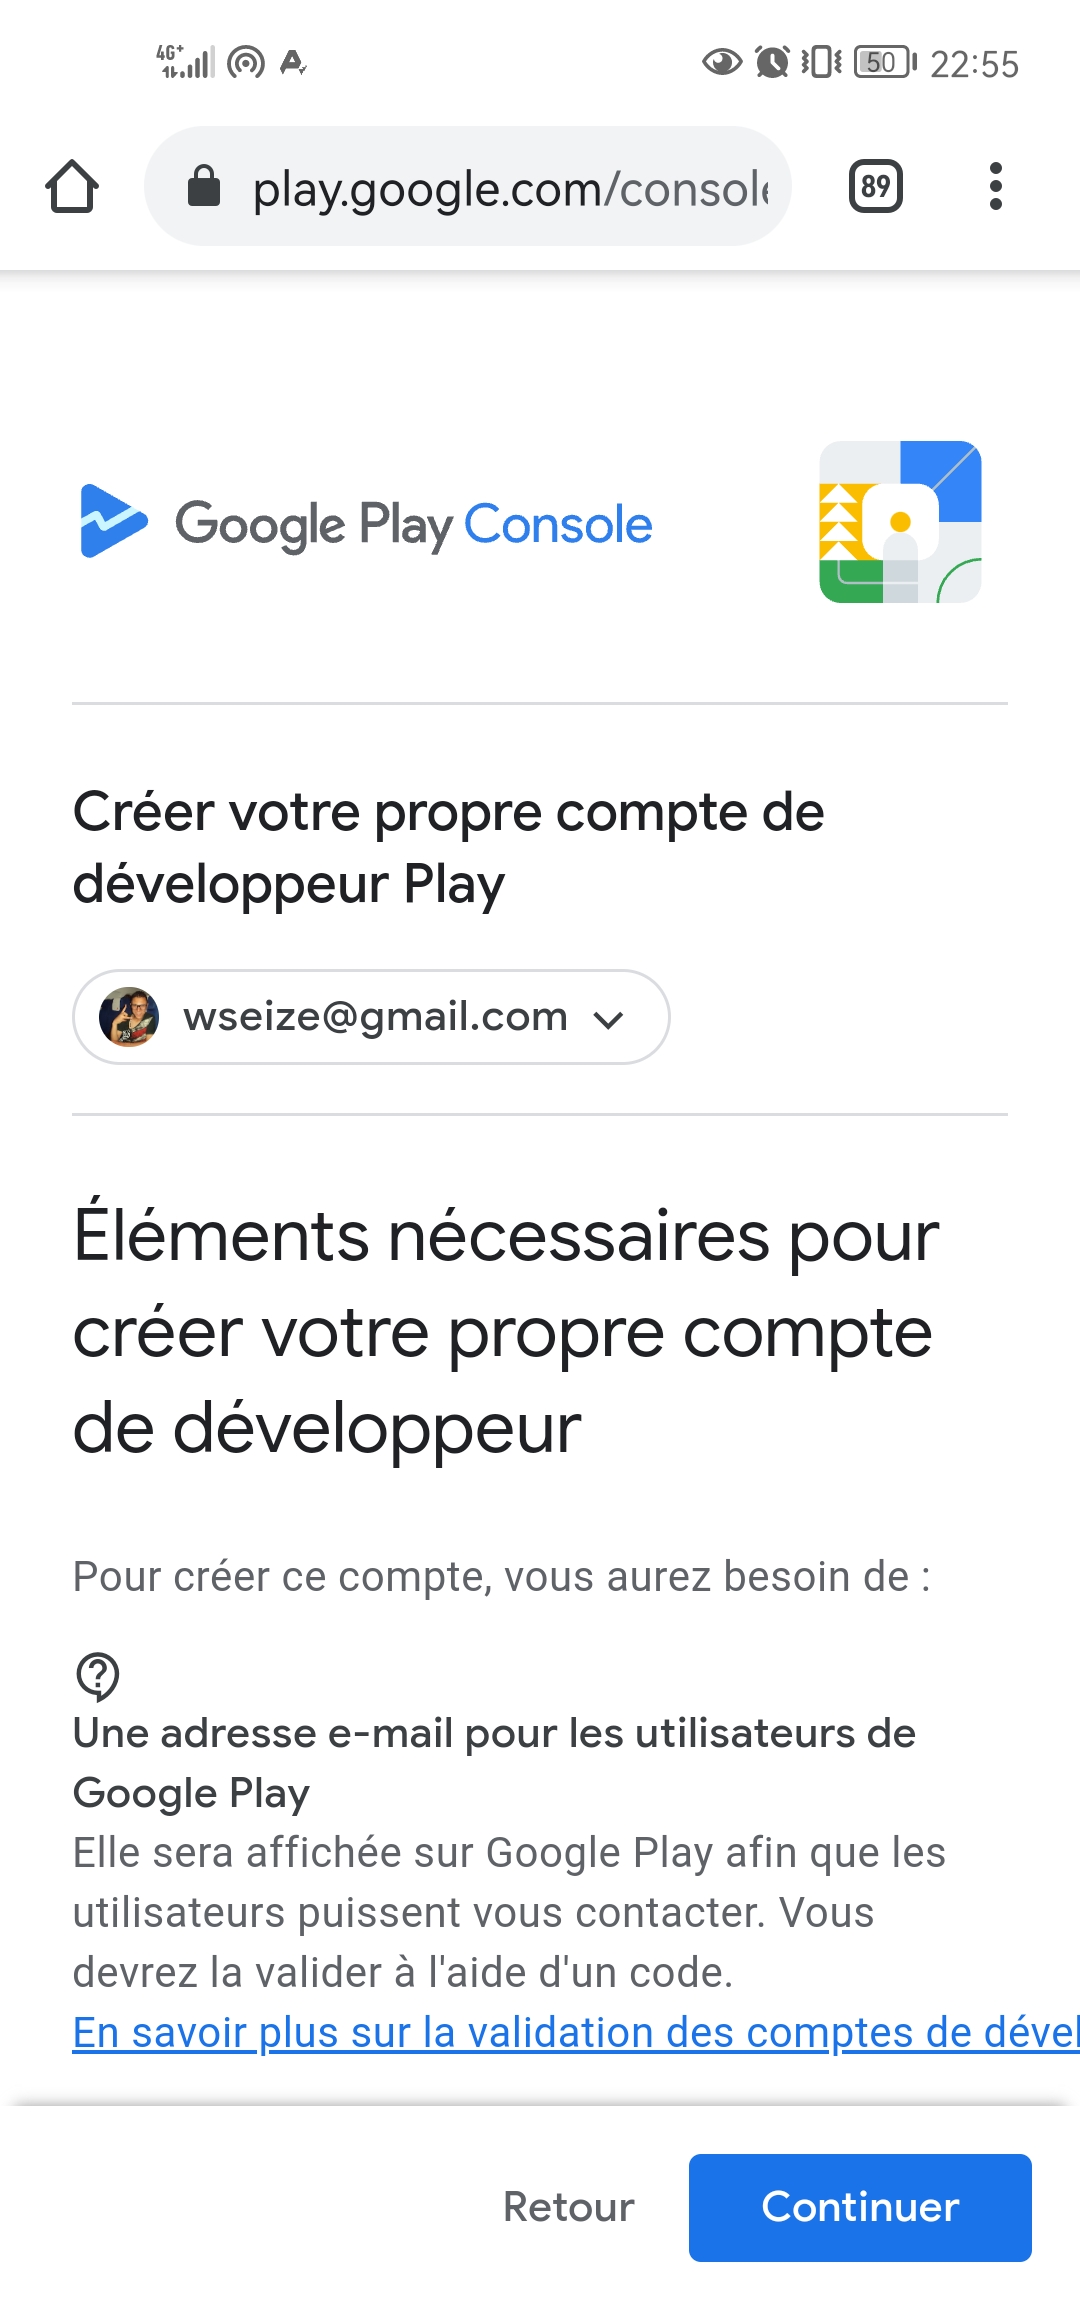 4G+
50
22:55
play.google.com/console
89
Google Play Console
Créer votre propre compte de
développeur Play
wseize@gmail.com
Éléments nécessaires pour
créer votre propre compte
de développeur
Pour créer ce compte, vous aurez besoin de :
Une adresse e-mail pour les utilisateurs de
Google Play
Elle sera affichée sur Google Play afin que les
utilisateurs puissent vous contacter. Vous
devrez la valider à l'aide d'un code.
En savoir plus sur la validation des comptes de dével
Retour
Continuer